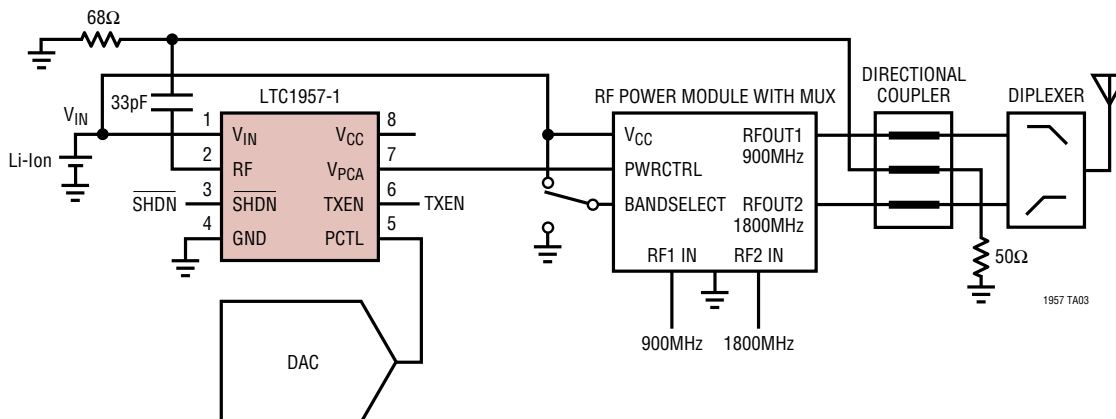 68Ω
33pF
LTC1957-1
V_IN
Li-Ion
1
V_IN
V_CC
8
2
RF
V_PCA
7
SHDN
3
SHDN
TXEN
6
TXEN
4
GND
PCTL
5
DAC
RF POWER MODULE WITH MUX
V_CC
RFOUT1
900MHz
PWRCTRL
BANDSELECT
RFOUT2
1800MHz
RF1 IN
RF2 IN
900MHz
1800MHz
DIRECTIONAL
COUPLER
DIPLEXER
50Ω
1957 TA03